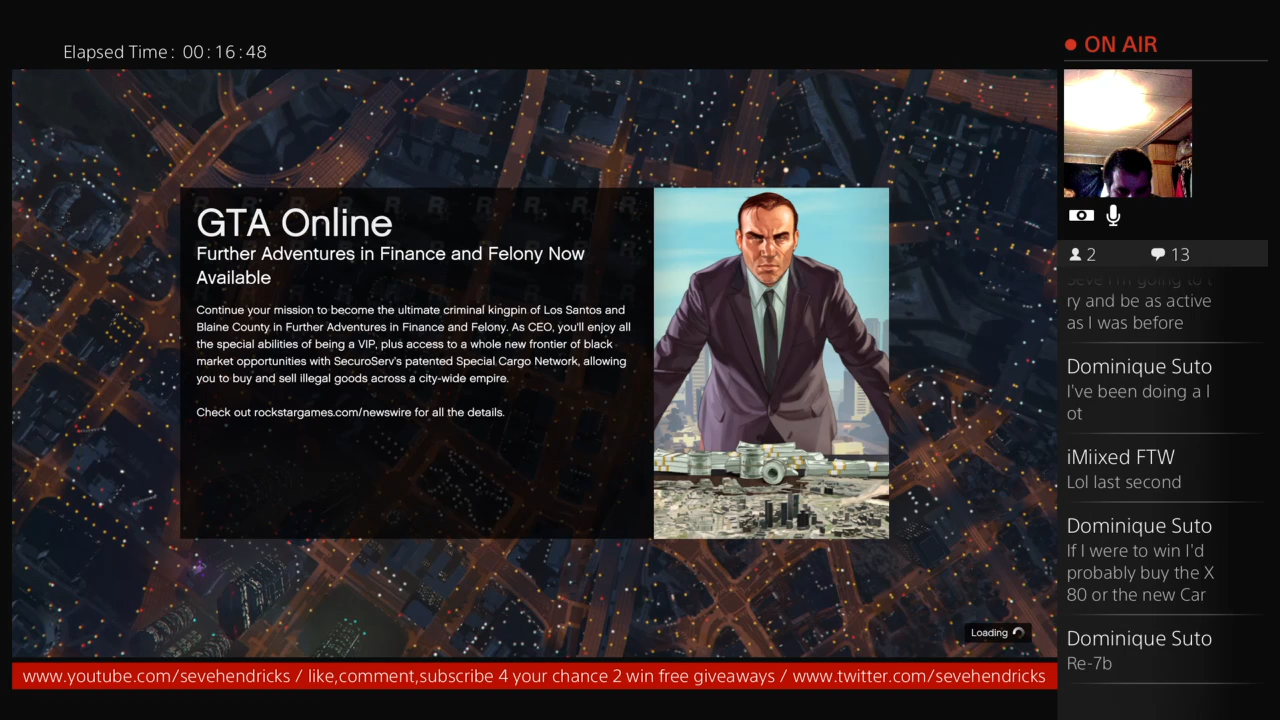 Elapsed Time: 00:16:48
ON AIR
GTA Online
Further Adventures in Finance and Felony Now
Available
Continue your mission to become the ultimate criminal kingpin of Los Santos and
Blaine County in Further Adventures in Finance and Felony. As CEO, you'll enjoy all
the special abilities of being a VIP, plus access to a whole new frontier of black
market opportunities with SecuroServ's patented Special Cargo Network, allowing
you to buy and sell illegal goods across a city-wide empire.
Check out rockstargames.com/newswire for all the details.
Loading
www.youtube.com/sevehendricks / like,comment,subscribe 4 your chance 2 win free giveaways / www.twitter.com/sevehendricks
2
13
Seve I'm going to t
ry and be as active
as I was before
Dominique Suto
I've been doing a l
ot
iMiixed FTW
Lol last second
Dominique Suto
If I were to win I'd
probably buy the X
80 or the new Car
Dominique Suto
Re-7b